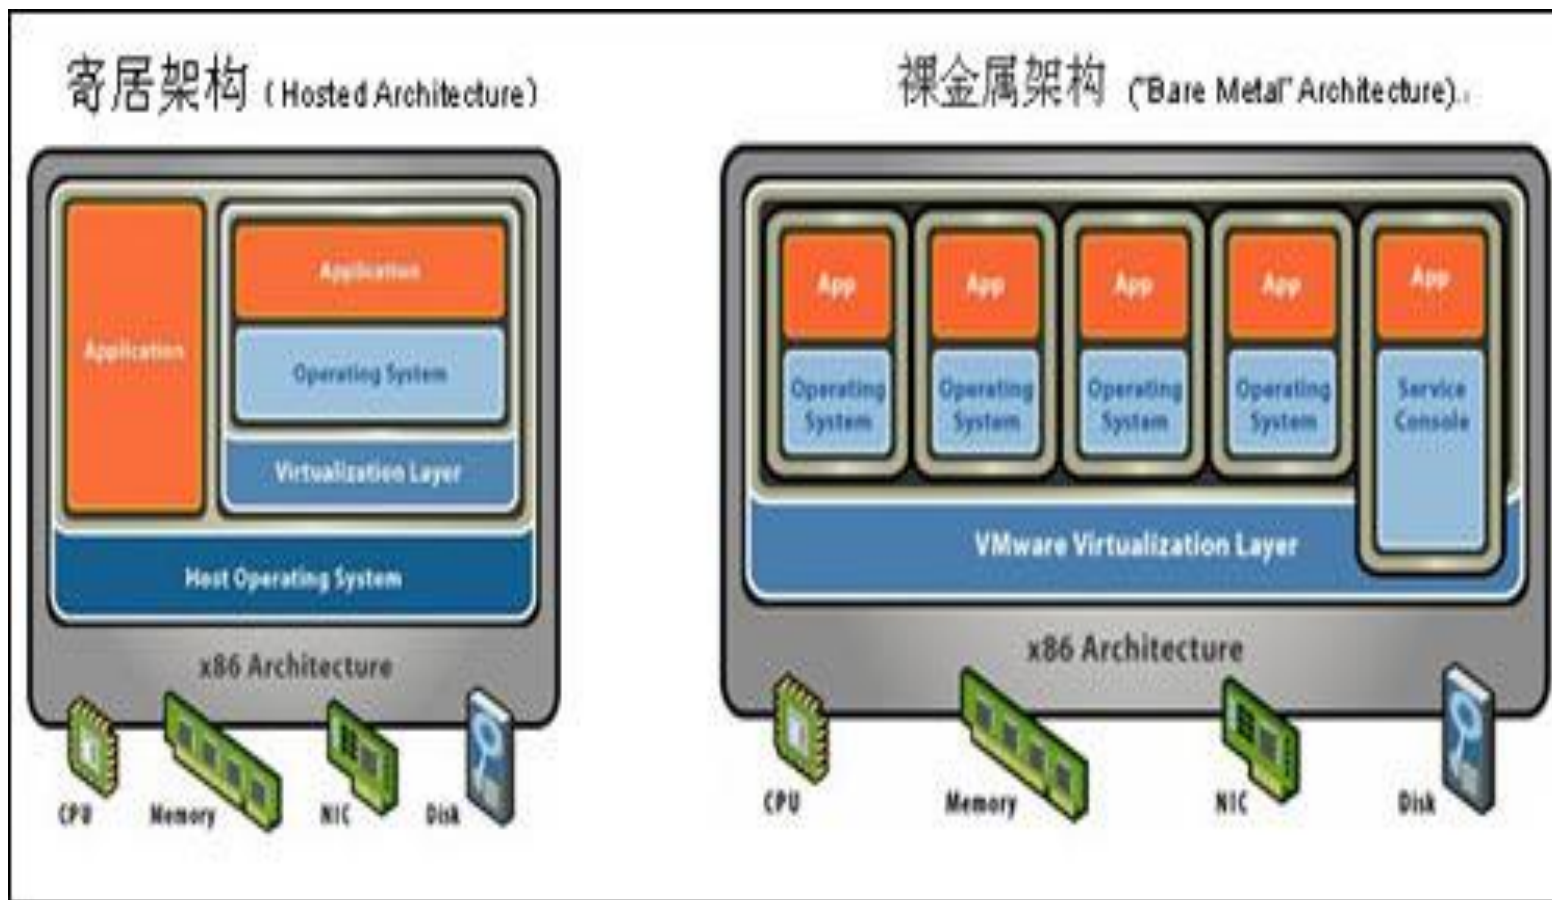 寄居架构 (Hosted Architecture)
Application
Application
Operating System
Virtualization Layer
Host Operating System
x86 Architecture
CPU
Memory
NIC
Disk
裸金属架构 ("Bare Metal" Architecture).
App
App
App
App
App
Operating
System
Operating
System
Operating
System
Operating
System
Service
Console
VMware Virtualization Layer
x86 Architecture
CPU
Memory
NIC
Disk